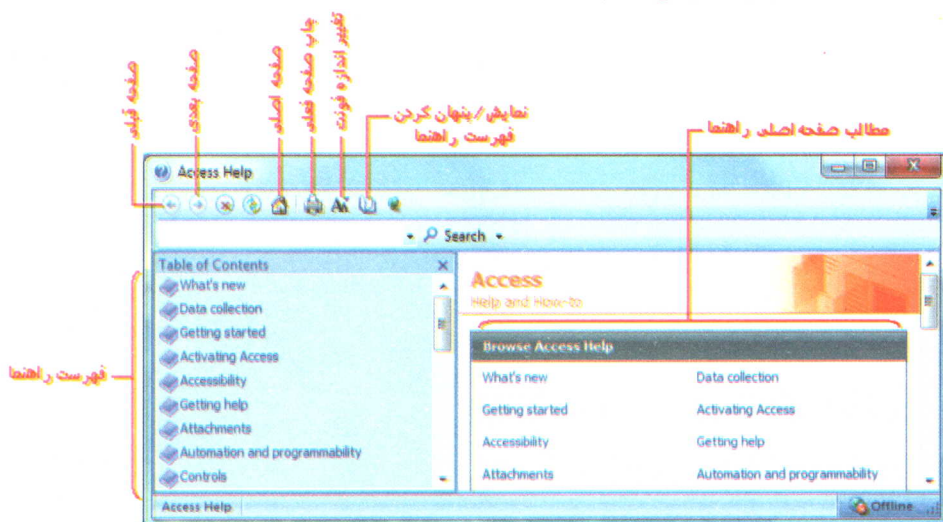 صفحه قبلی
صفحه بعدی
صفحه اصلی
چاپ صفحه فعلی
تغییر اندازه فونت
نمایش/پنهان کردن
فهرست راهنما
مطالب صفحه اصلی راهنما
Access Help
Search
Table of Contents
What's new
Data collection
Getting started
Activating Access
Accessibility
Getting help
Attachments
Automation and programmability
Controls
فهرست راهنما
Access
Help and How-to
Browse Access Help
What's new Data collection
Getting started Activating Access
Accessibility Getting help
Attachments Automation and programmability
Access Help Offline